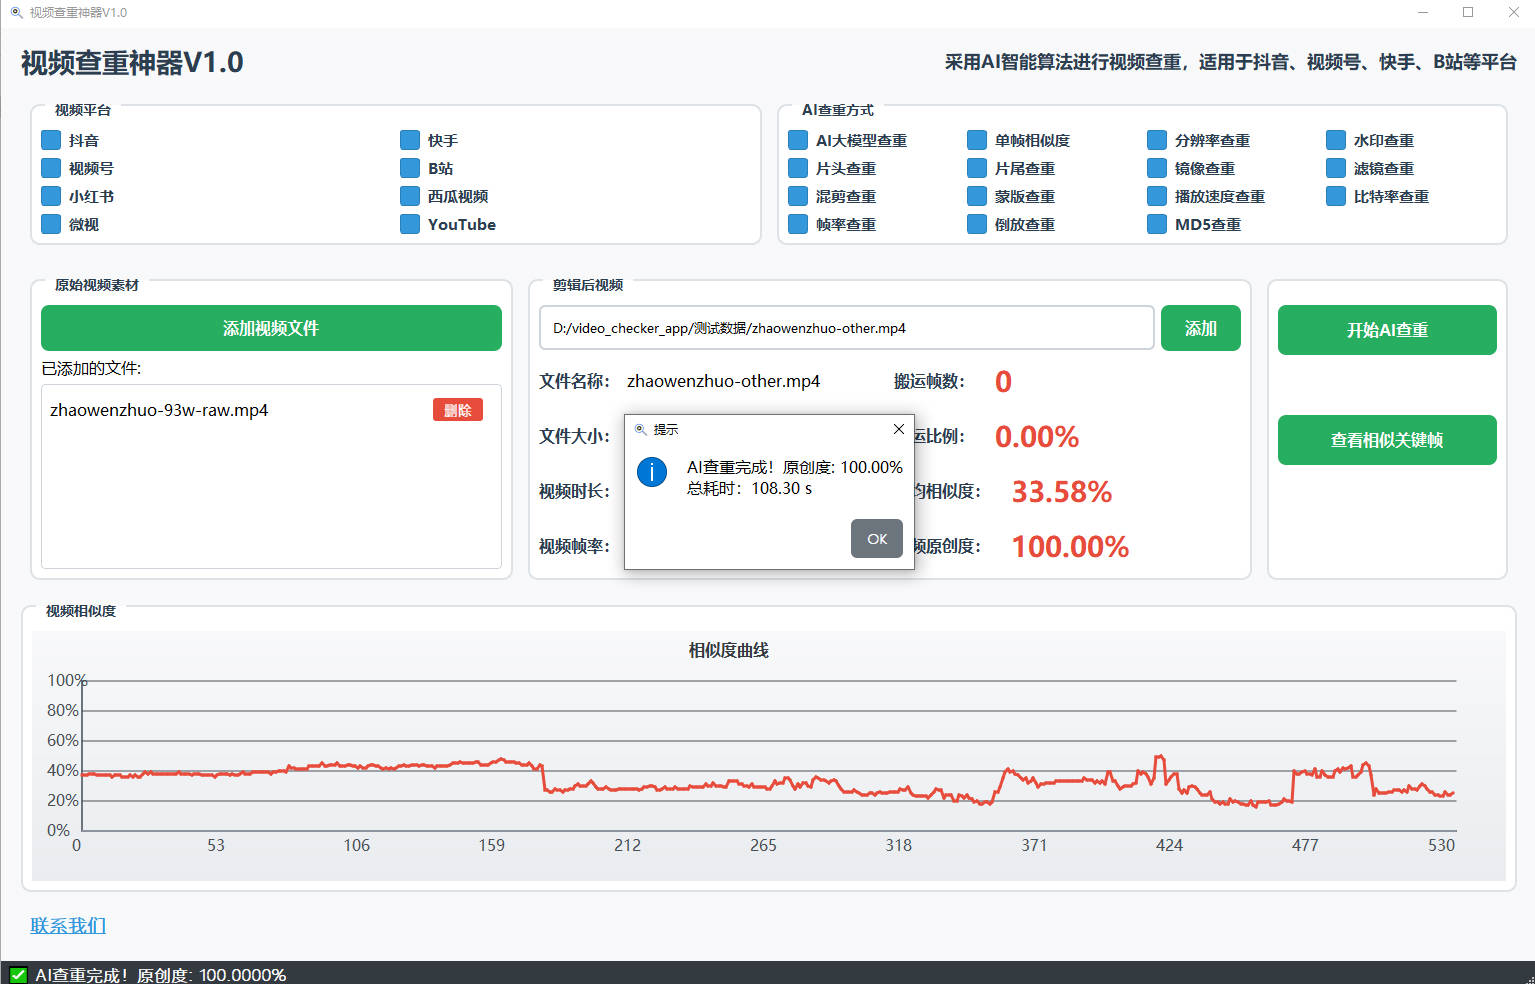 视频查重神器V1.0
视频查重神器V1.0
采用AI智能算法进行视频查重，适用于抖音、视频号、快手、B站等平台
视频平台
抖音
快手
视频号
B站
小红书
西瓜视频
微视
YouTube
AI查重方式
AI大模型查重
单帧相似度
分辨率查重
水印查重
片头查重
片尾查重
镜像查重
滤镜查重
混剪查重
蒙版查重
播放速度查重
比特率查重
帧率查重
倒放查重
MD5查重
原始视频素材
添加视频文件
已添加的文件:
zhaowenzhuo-93w-raw.mp4
删除
剪辑后视频
D:/video_checker_app/测试数据/zhaowenzhuo-other.mp4
添加
文件名称： zhaowenzhuo-other.mp4
搬运帧数： 0
文件大小：
运比例： 0.00%
视频时长：
均相似度： 33.58%
视频帧率：
频原创度： 100.00%
提示
AI查重完成！原创度: 100.00%
总耗时：108.30 s
OK
开始AI查重
查看相似关键帧
视频相似度
相似度曲线
100%
80%
60%
40%
20%
0%
0 53 106 159 212 265 318 371 424 477 530
联系我们
AI查重完成！原创度: 100.0000%